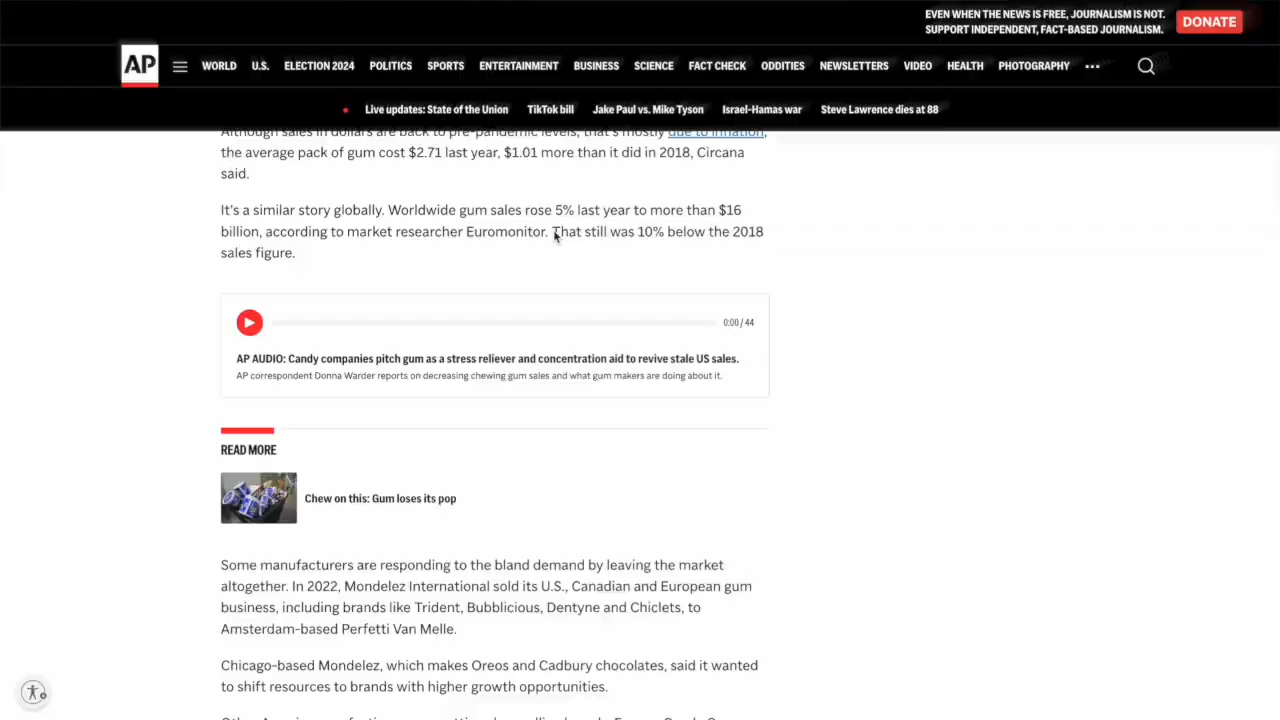 EVEN WHEN THE NEWS IS FREE, JOURNALISM IS NOT.
SUPPORT INDEPENDENT, FACT-BASED JOURNALISM.
DONATE
AP
WORLD U.S. ELECTION 2024 POLITICS SPORTS ENTERTAINMENT BUSINESS SCIENCE FACT CHECK ODDITIES NEWSLETTERS VIDEO HEALTH PHOTOGRAPHY
Live updates: State of the Union TikTok bill Jake Paul vs. Mike Tyson Israel-Hamas war Steve Lawrence dies at 88
Although sales in dollars are back to pre-pandemic levels, that's mostly due to inflation;
the average pack of gum cost $2.71 last year, $1.01 more than it did in 2018, Circana
said.
It's a similar story globally. Worldwide gum sales rose 5% last year to more than $16
billion, according to market researcher Euromonitor. That still was 10% below the 2018
sales figure.
0:00 / 44
AP AUDIO: Candy companies pitch gum as a stress reliever and concentration aid to revive stale US sales.
AP correspondent Donna Warder reports on decreasing chewing gum sales and what gum makers are doing about it.
READ MORE
Chew on this: Gum loses its pop
Some manufacturers are responding to the bland demand by leaving the market
altogether. In 2022, Mondelez International sold its U.S., Canadian and European gum
business, including brands like Trident, Bubblicious, Dentyne and Chiclets, to
Amsterdam-based Perfetti Van Melle.
Chicago-based Mondelez, which makes Oreos and Cadbury chocolates, said it wanted
to shift resources to brands with higher growth opportunities.